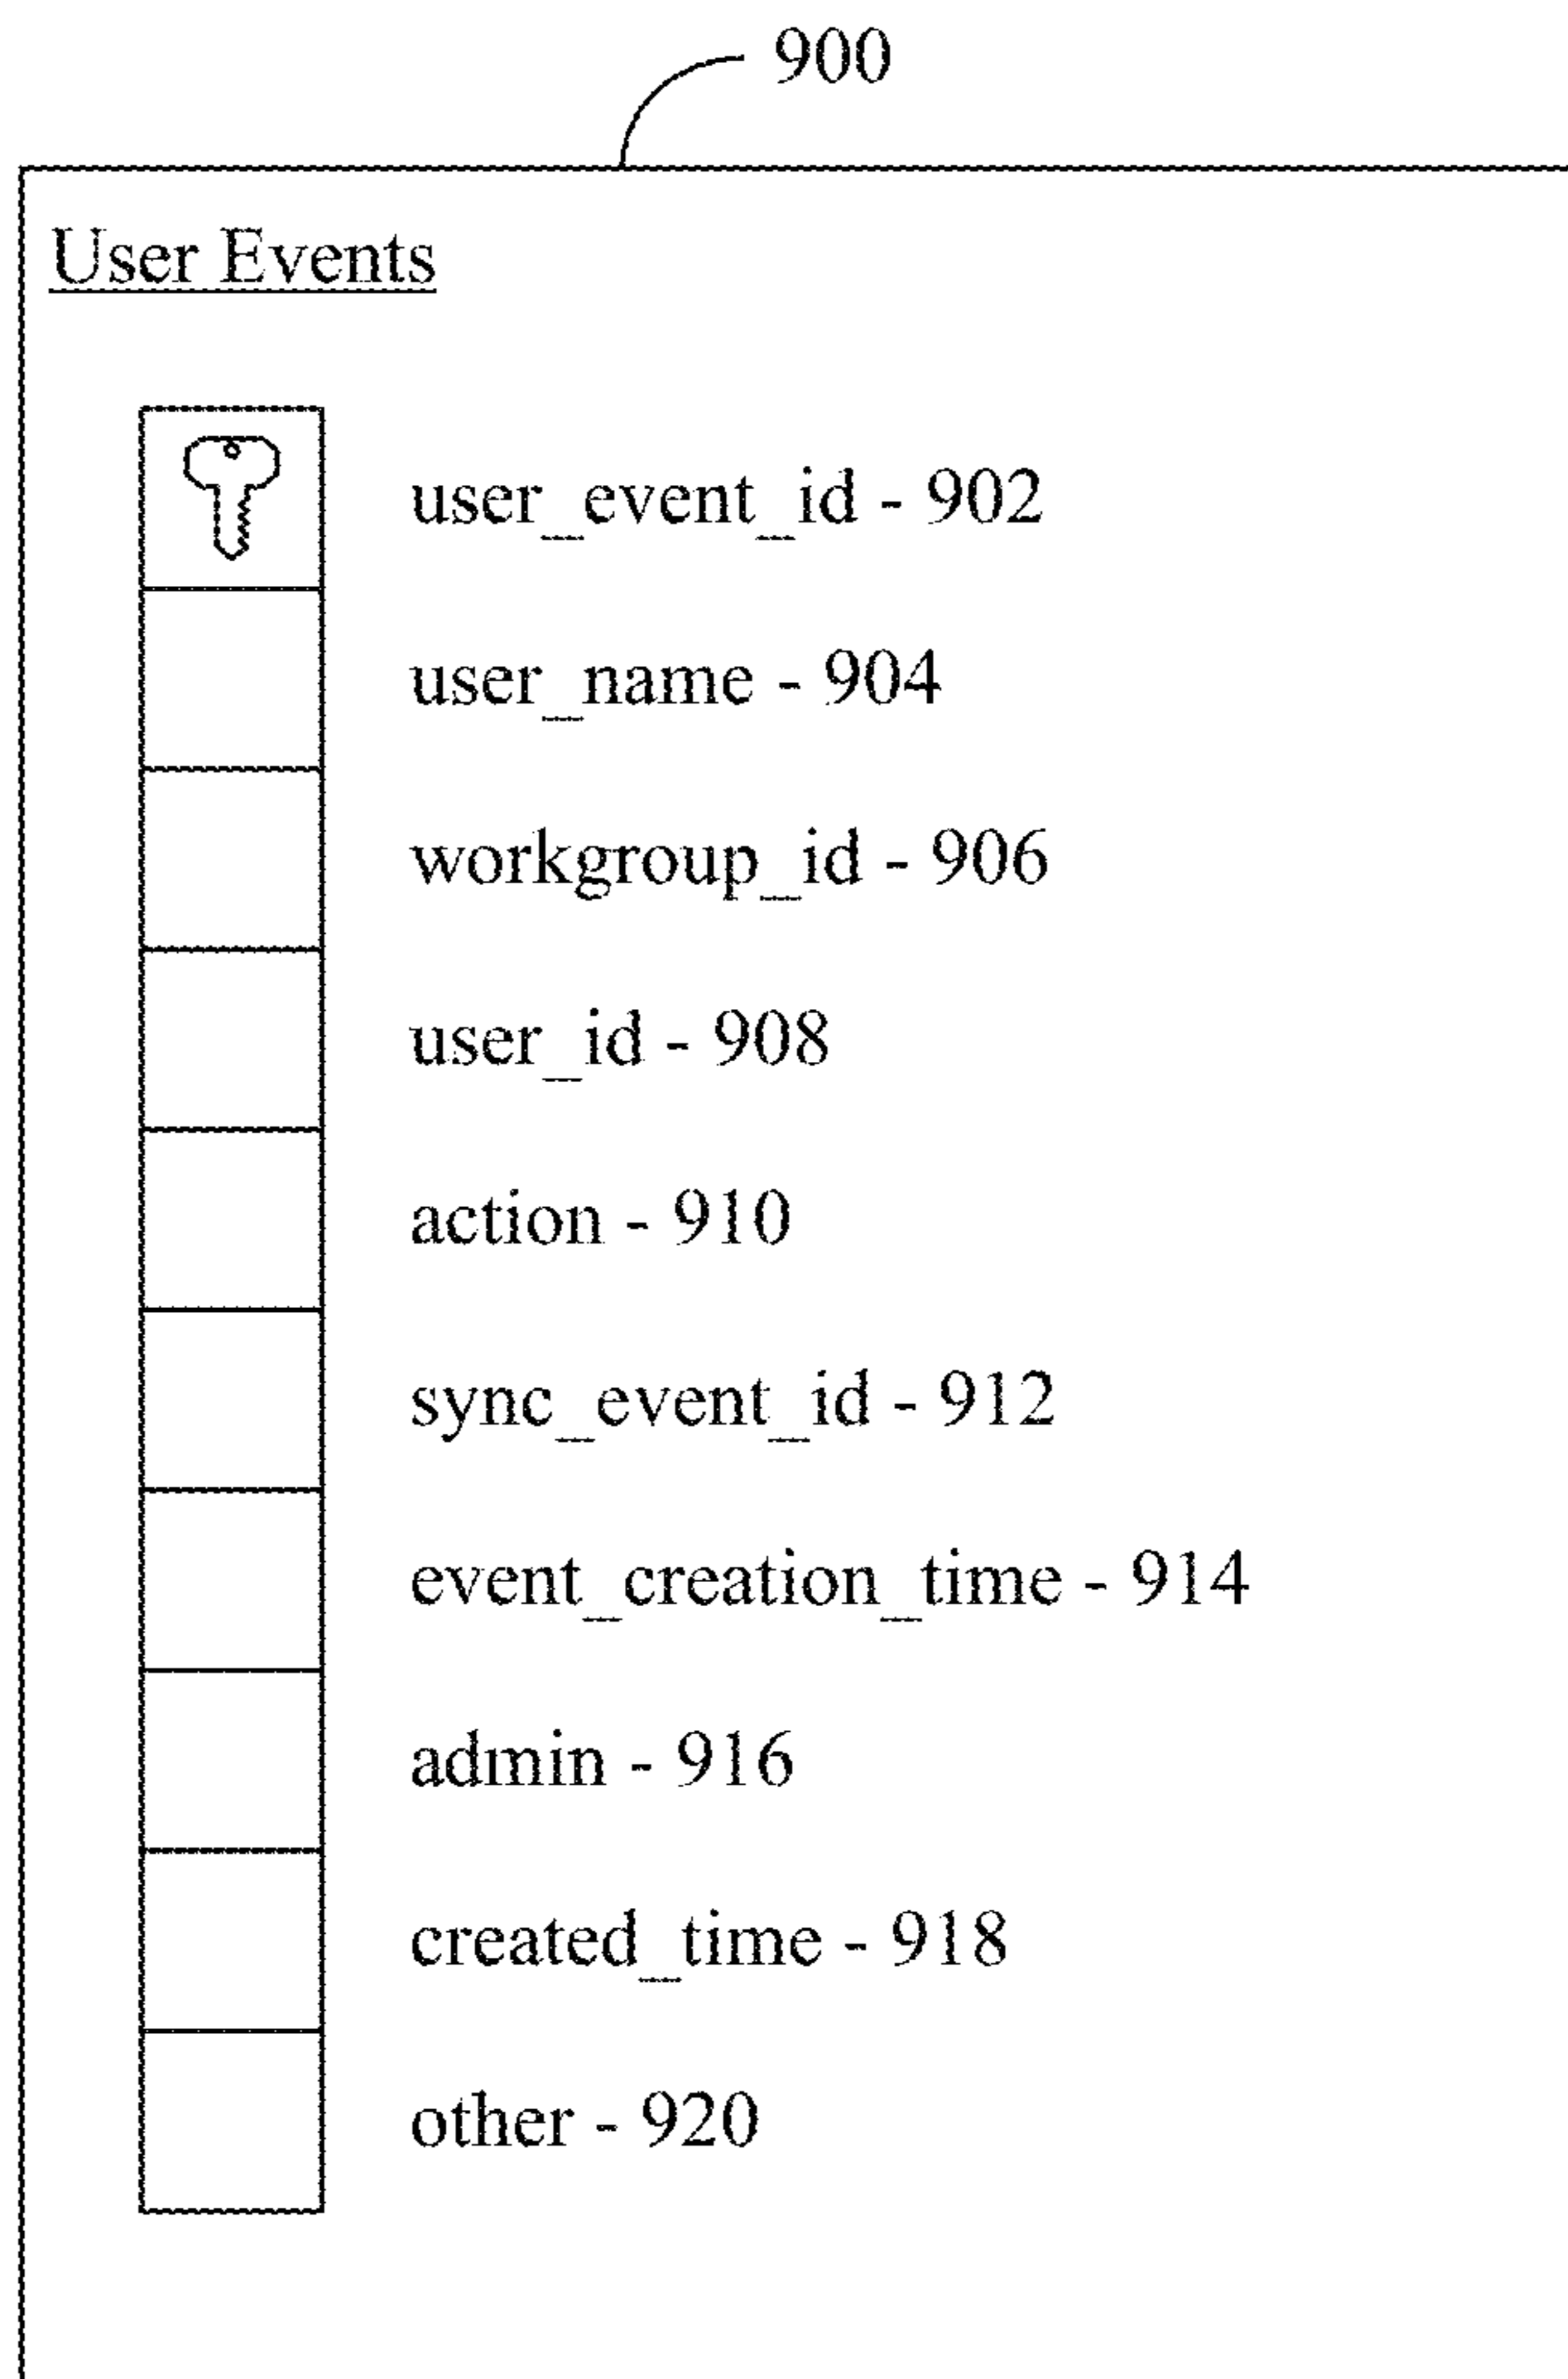 900
User Events
user_event_id - 902
user_name - 904
workgroup_id - 906
user_id - 908
action - 910
sync_event_id - 912
event_creation_time - 914
admin - 916
created_time - 918
other - 920